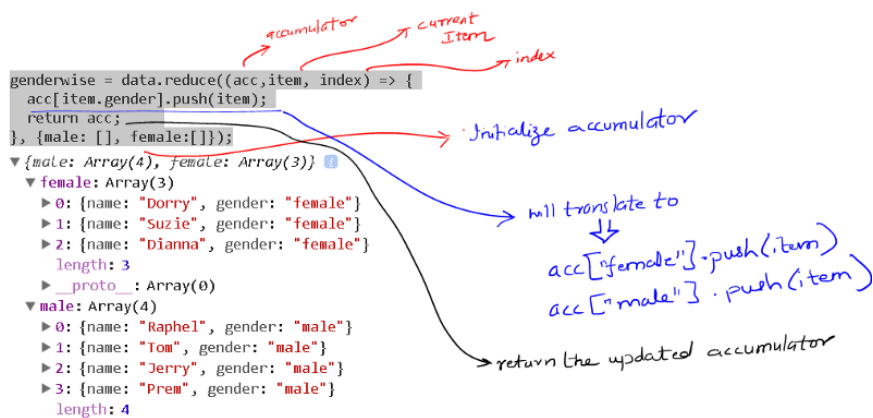 accumulator
current Item
index
genderwise = data.reduce((acc,item, index) => {
acc[item.gender].push(item);
return acc;
}, {male: [], female:[]});
Initialize accumulator
▼{male: Array(4), female: Array(3)} i
▼female: Array(3)
▶0: {name: "Dorry", gender: "female"}
▶1: {name: "Suzie", gender: "female"}
▶2: {name: "Dianna", gender: "female"}
length: 3
▶__proto__: Array(0)
will translate to
acc["female"].push(item)
acc["male"].push(item)
▼male: Array(4)
▶0: {name: "Raphel", gender: "male"}
▶1: {name: "Tom", gender: "male"}
▶2: {name: "Jerry", gender: "male"}
▶3: {name: "Prem", gender: "male"}
length: 4
return the updated accumulator